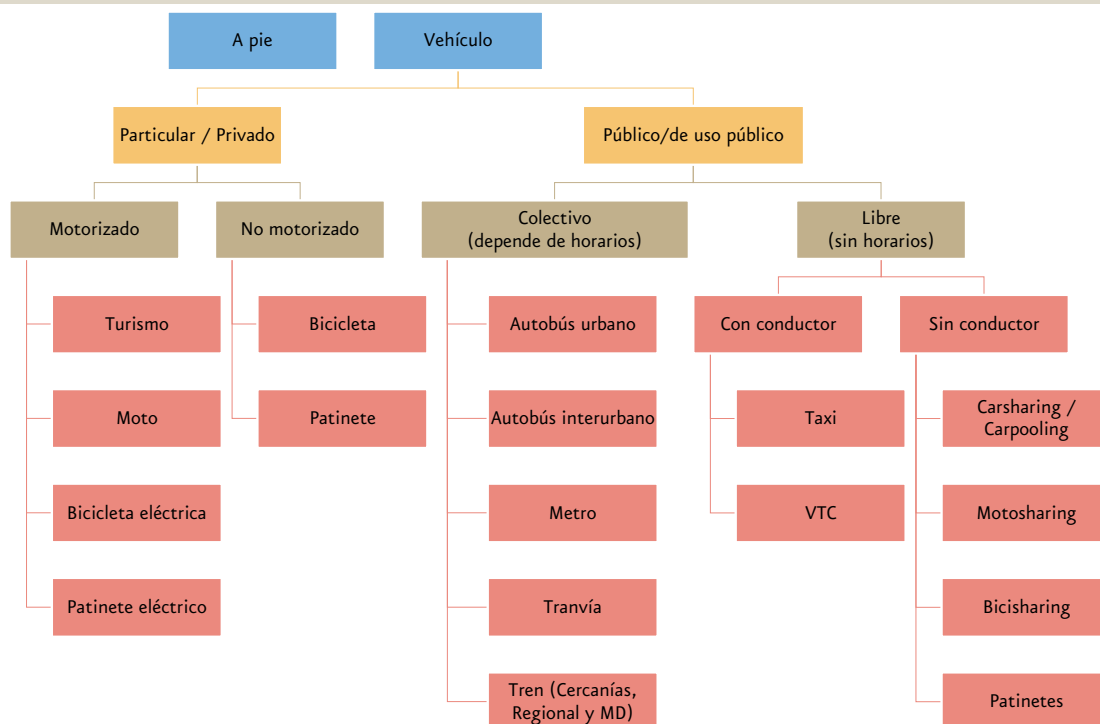 A pie
Vehículo
Particular / Privado
Público/de uso público
Motorizado
No motorizado
Colectivo
(depende de horarios)
Libre
(sin horarios)
Turismo
Bicicleta
Autobús urbano
Con conductor
Sin conductor
Moto
Patinete
Autobús interurbano
Taxi
Carsharing /
Carpooling
Bicicleta eléctrica
Metro
VTC
Motosharing
Patinete eléctrico
Tranvía
Bicisharing
Tren (Cercanías,
Regional y MD)
Patinetes